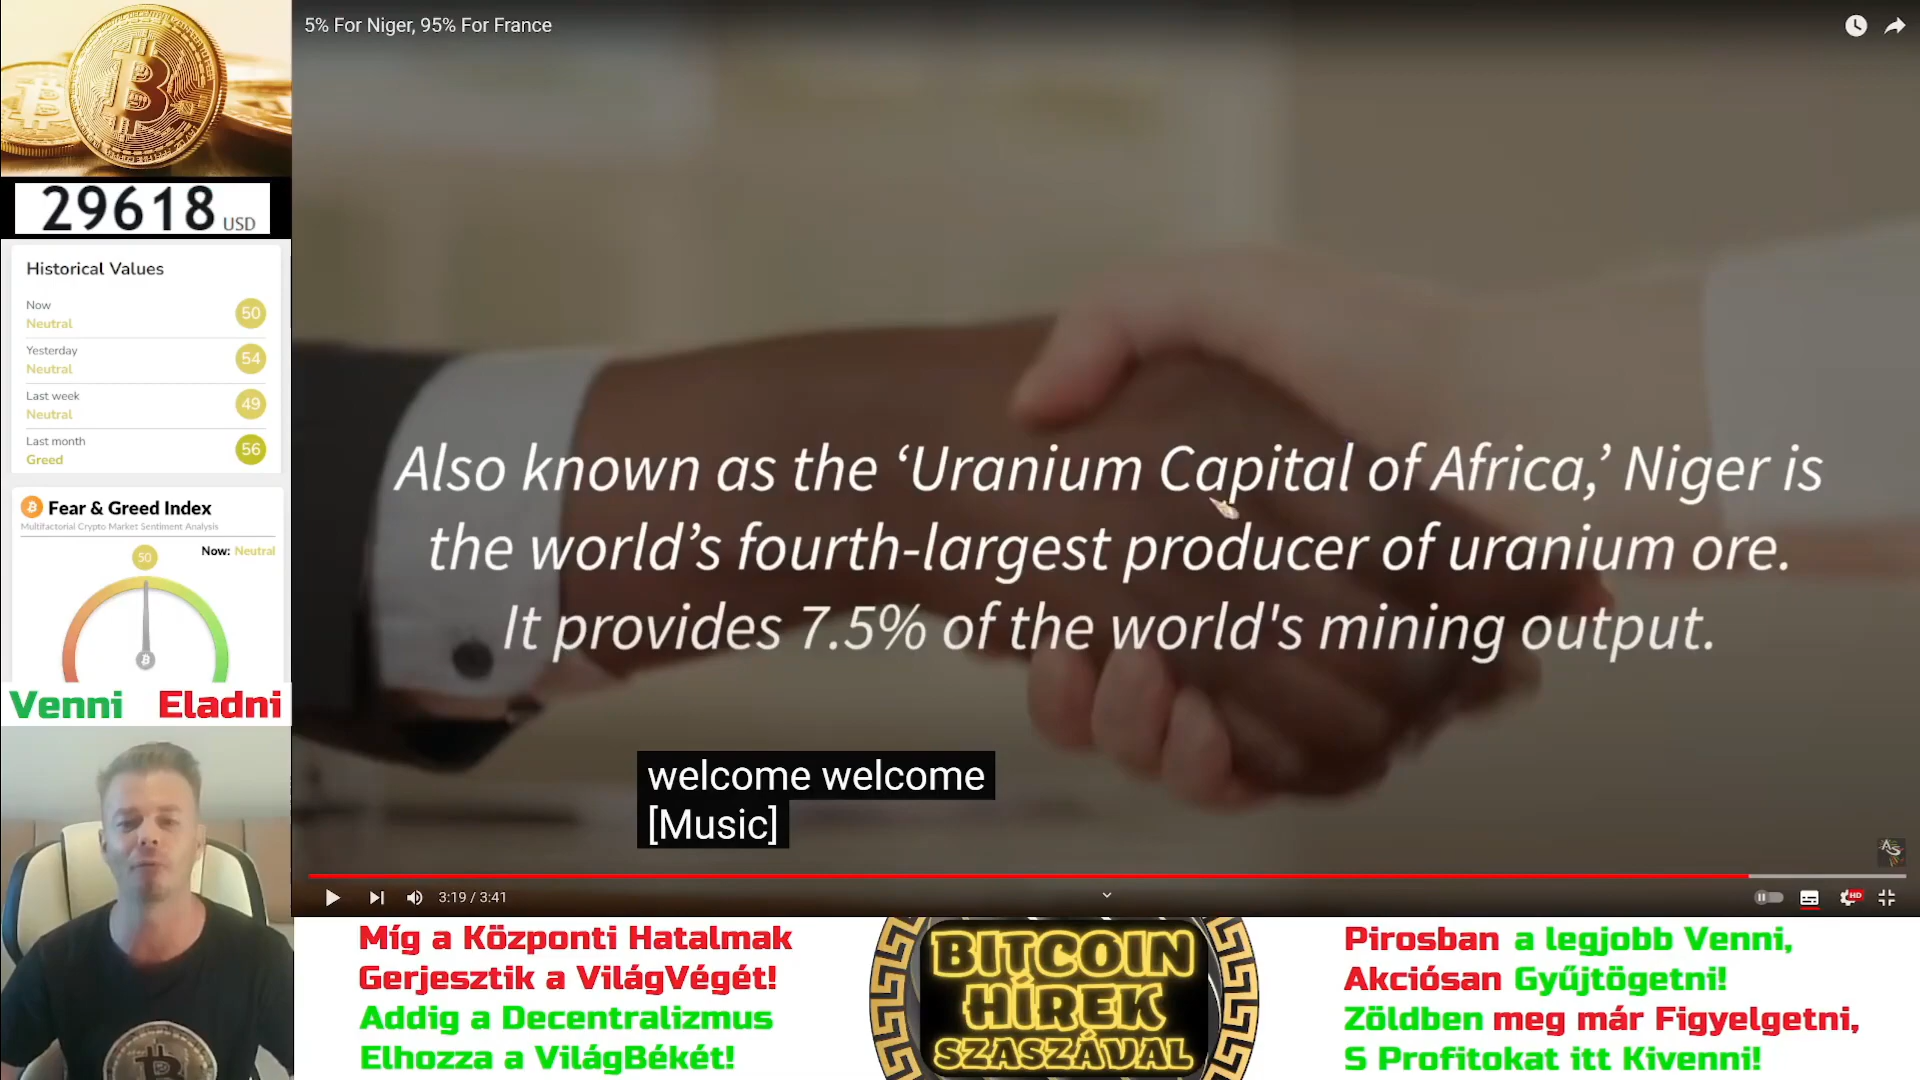 5% For Niger, 95% For France
29618 USD
Historical Values
Now
Neutral
50
Yesterday
Neutral
54
Last week
Neutral
49
Last month
Greed
56
Fear & Greed Index
Multifactorial Crypto Market Sentiment Analysis
Now: Neutral
50
Venni Eladni
Also known as the ‘Uranium Capital of Africa,’ Niger is
the world’s fourth-largest producer of uranium ore.
It provides 7.5% of the world's mining output.
welcome welcome
[Music]
AS
3:19 / 3:41
HD
Míg a Központi Hatalmak
Gerjesztik a VilágVégét!
Addig a Decentralizmus
Elhozza a VilágBékét!
BITCOIN
HÍREK
SZASZÁVAL
Pirosban a legjobb Venni,
Akciósan Gyűjtögetni!
Zöldben meg már Figyelgetni,
S Profitokat itt Kivenni!